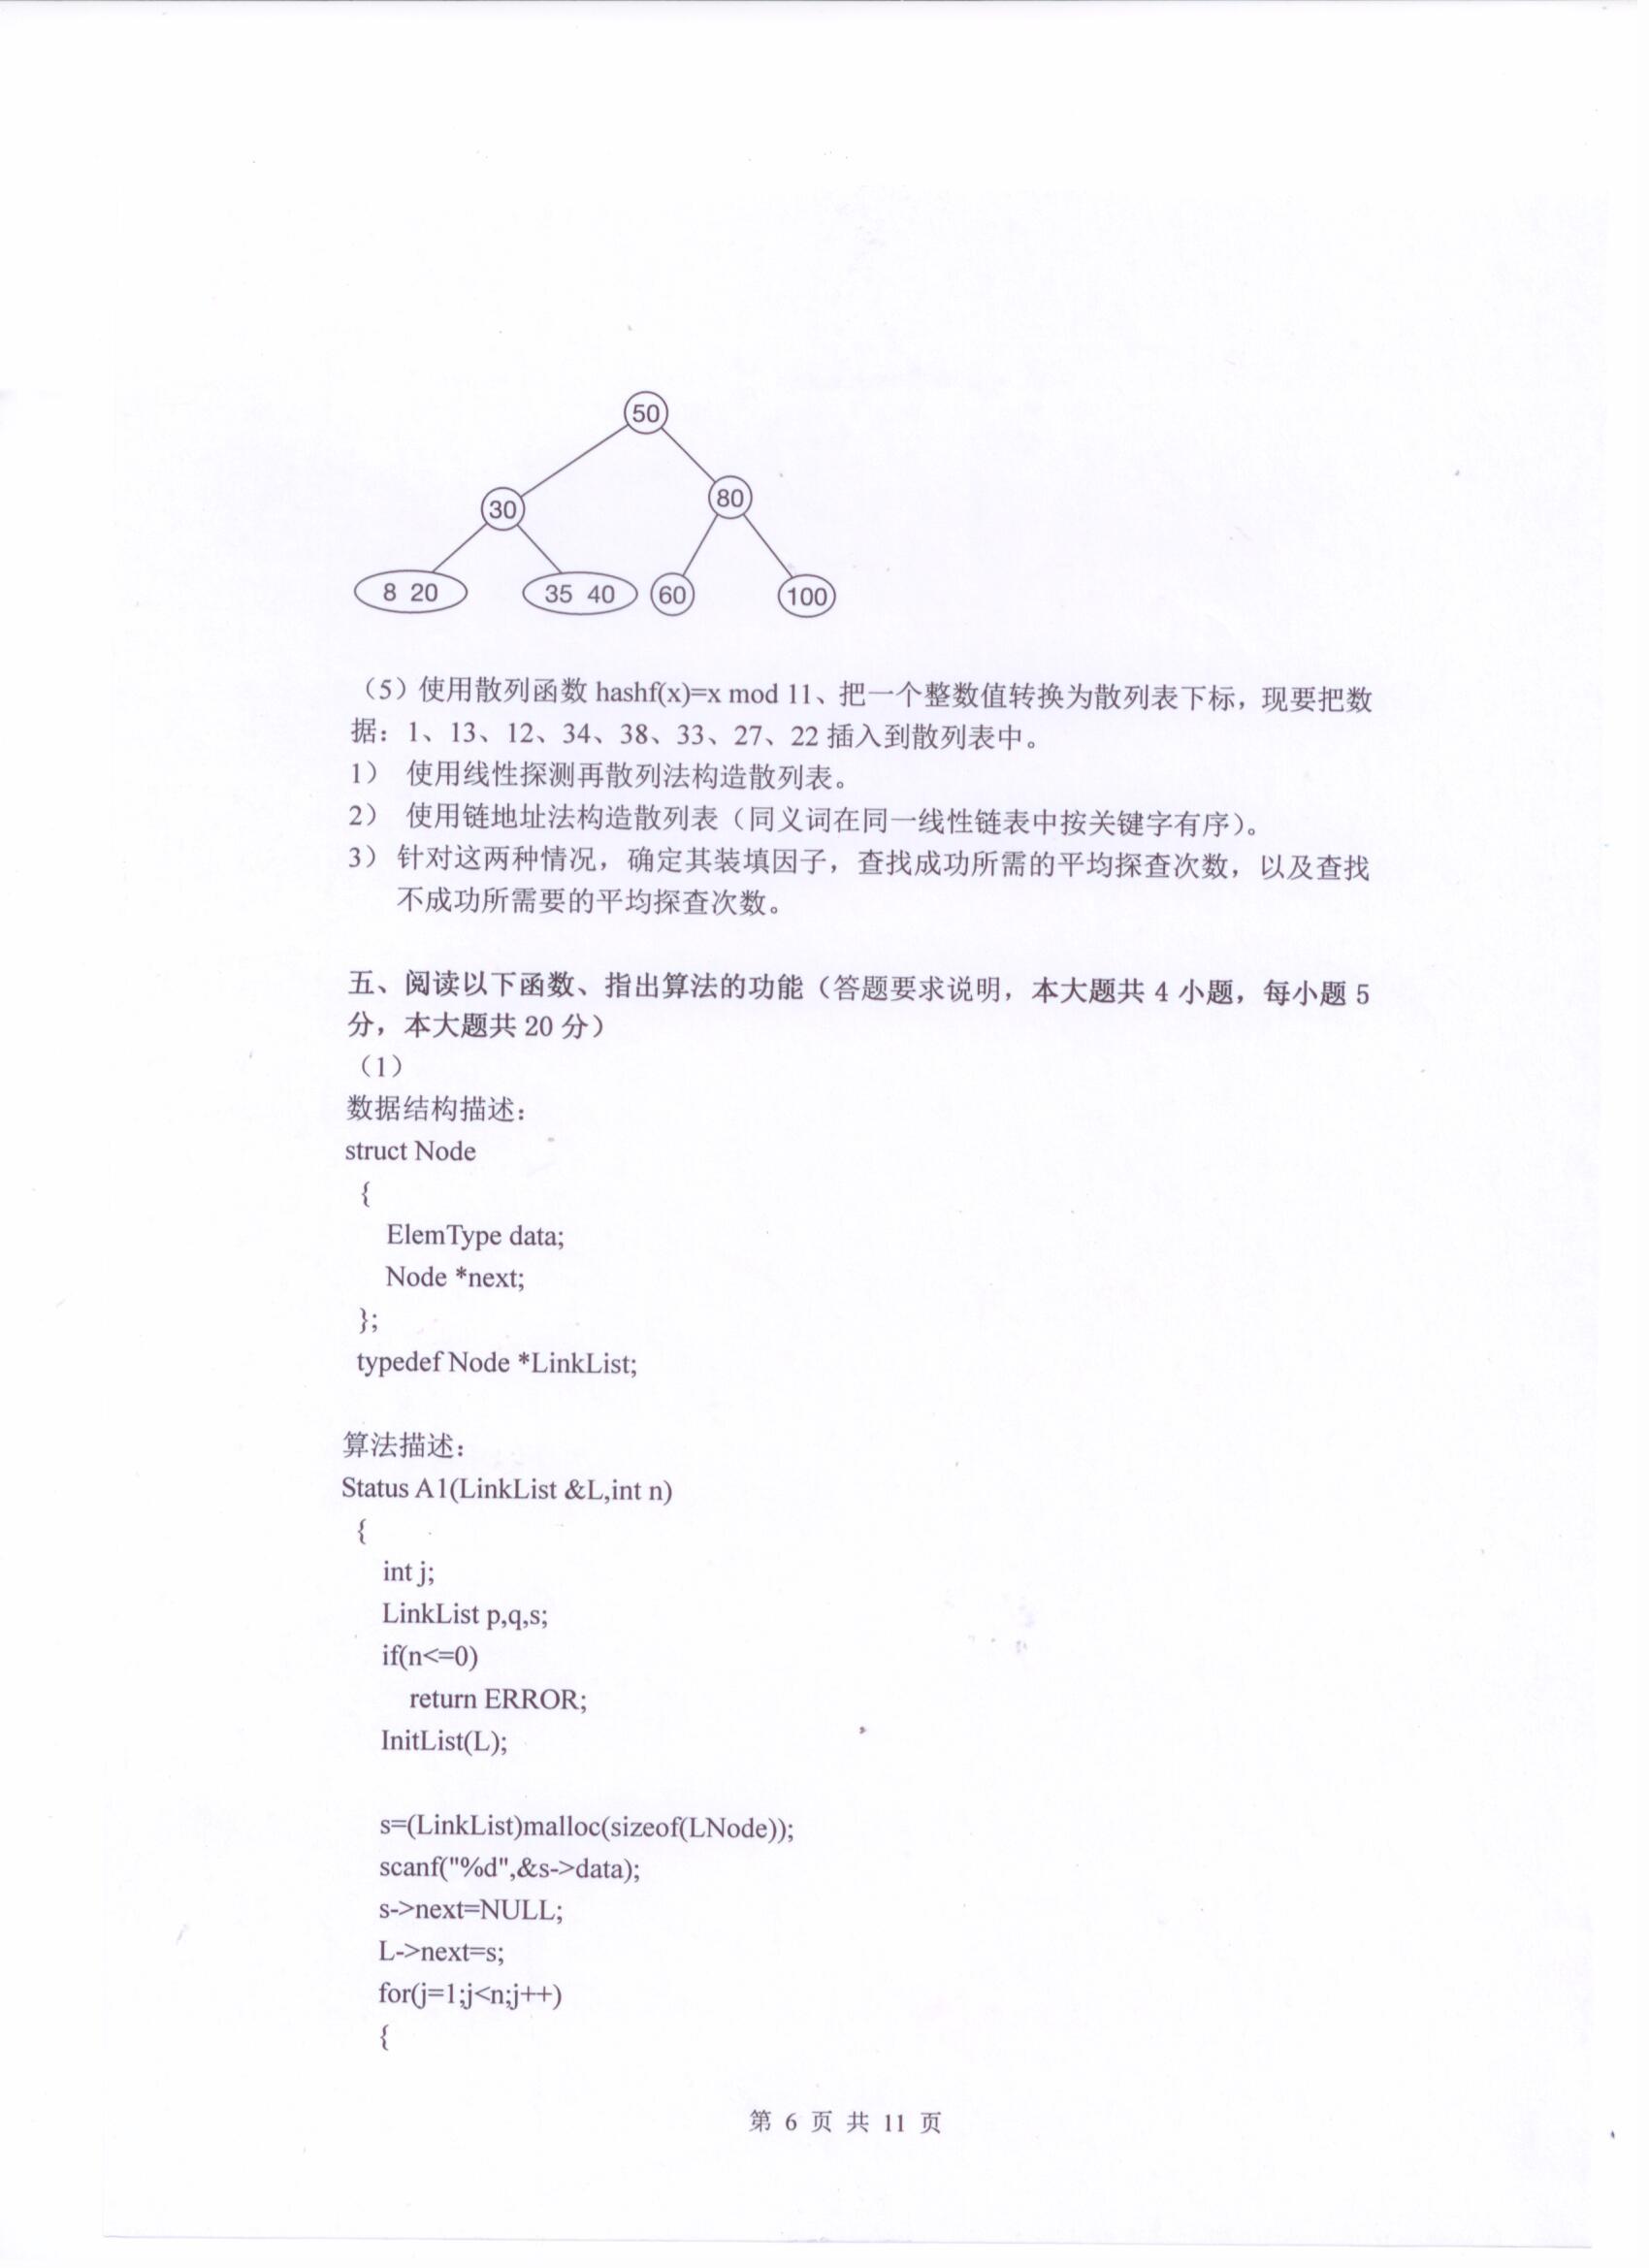 50
30
80
8 20
35 40
60
100
（5）使用散列函数 hashf(x)=x mod 11、把一个整数值转换为散列表下标，现要把数
据：1、13、12、34、38、33、27、22 插入到散列表中。
1） 使用线性探测再散列法构造散列表。
2） 使用链地址法构造散列表（同义词在同一线性链表中按关键字有序）。
3） 针对这两种情况，确定其装填因子，查找成功所需的平均探查次数，以及查找
不成功所需要的平均探查次数。
五、阅读以下函数、指出算法的功能（答题要求说明，本大题共 4 小题，每小题 5
分，本大题共 20 分）
（1）
数据结构描述：
struct Node
{
ElemType data;
Node *next;
};
typedef Node *LinkList;
算法描述：
Status A1(LinkList &L,int n)
{
int j;
LinkList p,q,s;
if(n<=0)
return ERROR;
InitList(L);
s=(LinkList)malloc(sizeof(LNode));
scanf("%d",&s->data);
s->next=NULL;
L->next=s;
for(j=1;j<n;j++)
{
第 6 页 共 11 页